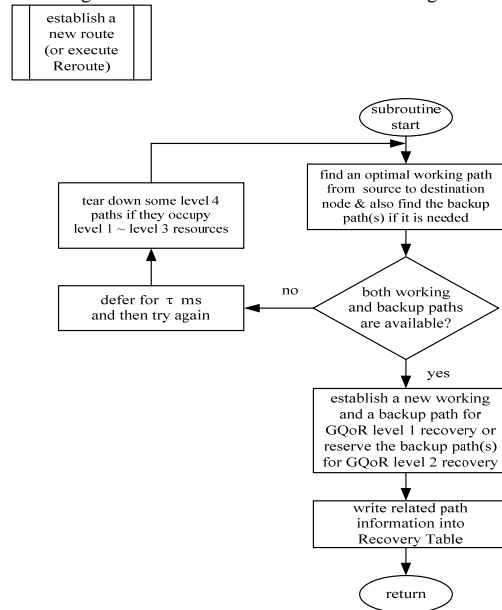 establish a
new route
(or execute
Reroute)
subroutine
start
find an optimal working path
from source to destination
node & also find the backup
path(s) if it is needed
tear down some level 4
paths if they occupy
level 1 ~ level 3 resources
defer for τ ms
and then try again
no
both working
and backup paths
are available?
yes
establish a new working
and a backup path for
GQoR level 1 recovery or
reserve the backup path(s)
for GQoR level 2 recovery
write related path
information into
Recovery Table
return